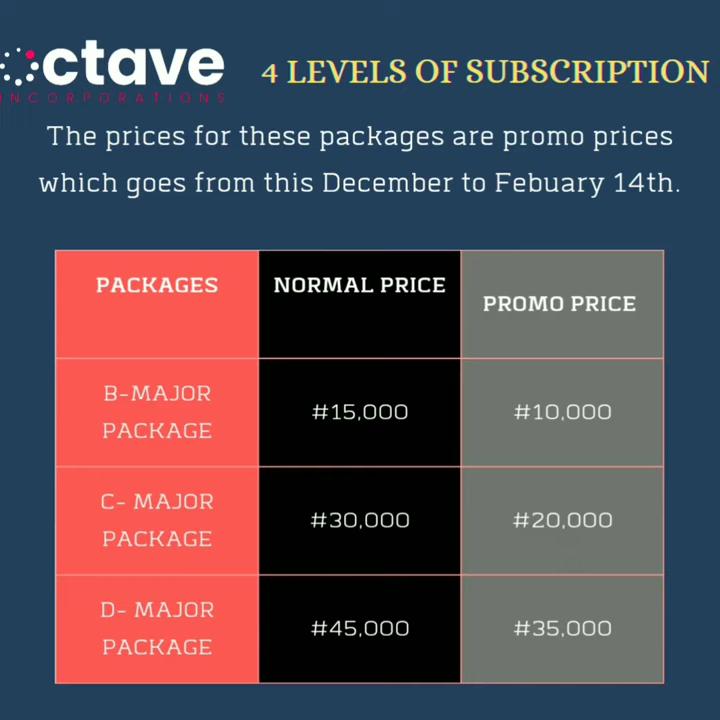 octave
INCORPORATIONS
4 LEVELS OF SUBSCRIPTION
The prices for these packages are promo prices
which goes from this December to Febuary 14th.
PACKAGES
NORMAL PRICE
PROMO PRICE
B-MAJOR
PACKAGE
#15,000
#10,000
C- MAJOR
PACKAGE
#30,000
#20,000
D- MAJOR
PACKAGE
#45,000
#35,000